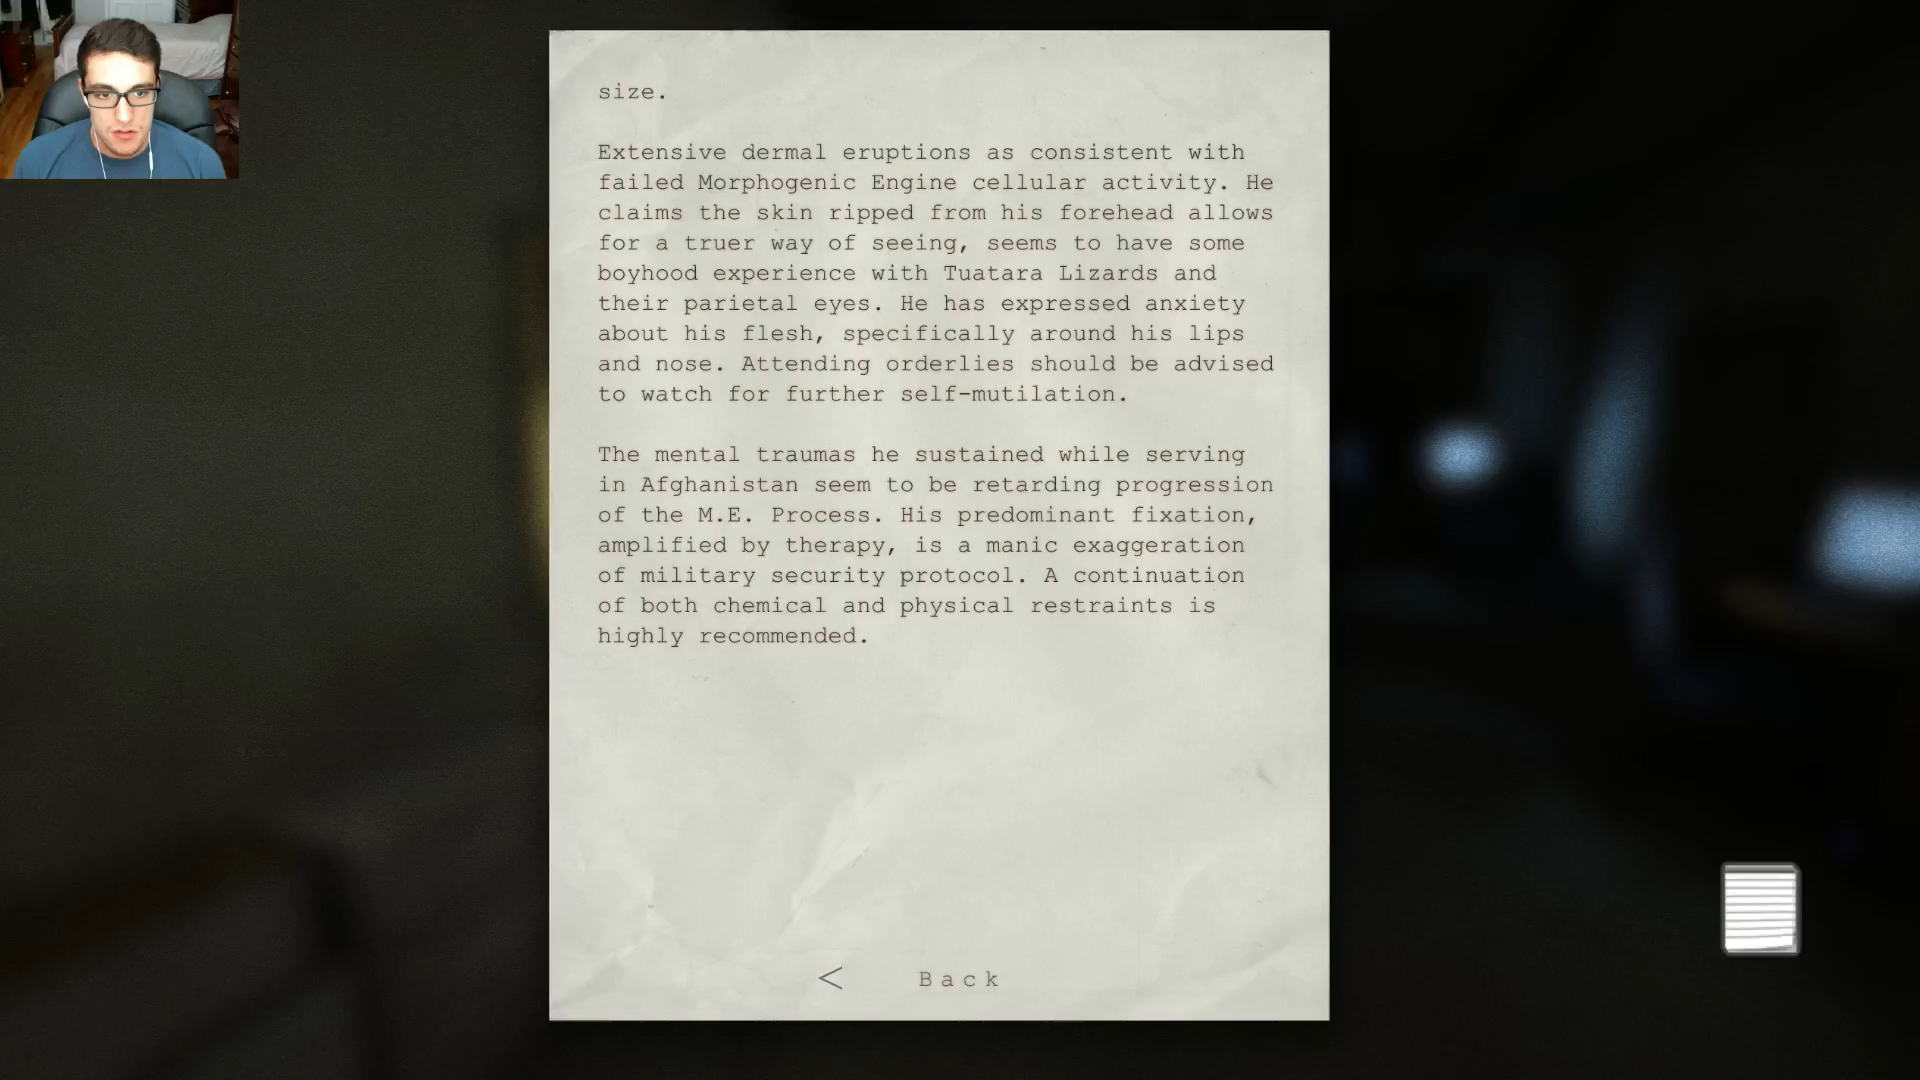 size.
Extensive dermal eruptions as consistent with
failed Morphogenic Engine cellular activity. He
claims the skin ripped from his forehead allows
for a truer way of seeing, seems to have some
boyhood experience with Tuatara Lizards and
their parietal eyes. He has expressed anxiety
about his flesh, specifically around his lips
and nose. Attending orderlies should be advised
to watch for further self-mutilation.
The mental traumas he sustained while serving
in Afghanistan seem to be retarding progression
of the M.E. Process. His predominant fixation,
amplified by therapy, is a manic exaggeration
of military security protocol. A continuation
of both chemical and physical restraints is
highly recommended.
< Back